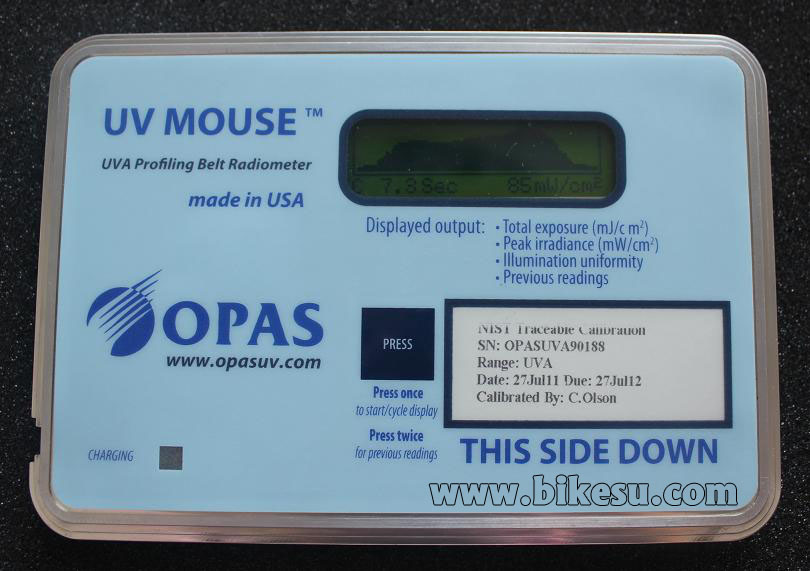 UV MOUSE ™
UVA Profiling Belt Radiometer
made in USA
C 7.3Sec 85mW/cm²
Displayed output:
• Total exposure (mJ/c m²)
• Peak irradiance (mW/cm²)
• Illumination uniformity
• Previous readings
OPAS
www.opasuv.com
PRESS
Press once
to start/cycle display
Press twice
for previous readings
NIST Traceable Calibration
SN: OPASUVA90188
Range: UVA
Date: 27Jul11 Due: 27Jul12
Calibrated By: C.Olson
CHARGING
THIS SIDE DOWN
www.bikesu.com